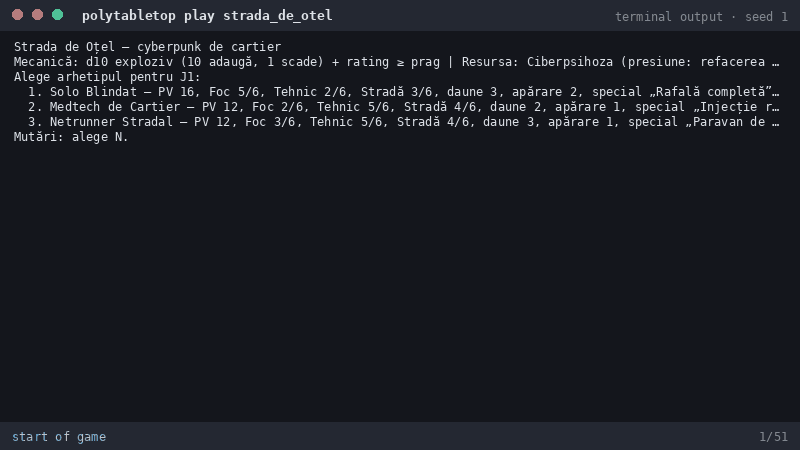 polytabletop play strada_de_otel
terminal output · seed 1
Strada de Oțel — cyberpunk de cartier
Mecanică: d10 exploziv (10 adaugă, 1 scade) + rating ≥ prag | Resursa: Ciberpsihoza (presiune: refacerea …
Alege arhetipul pentru J1:
1. Solo Blindat — PV 16, Foc 5/6, Tehnic 2/6, Stradă 3/6, daune 3, apărare 2, special „Rafală completă”…
2. Medtech de Cartier — PV 12, Foc 2/6, Tehnic 5/6, Stradă 4/6, daune 2, apărare 1, special „Injecție r…
3. Netrunner Stradal — PV 12, Foc 3/6, Tehnic 5/6, Stradă 4/6, daune 3, apărare 1, special „Paravan de …
Mutări: alege N.
start of game
1/51